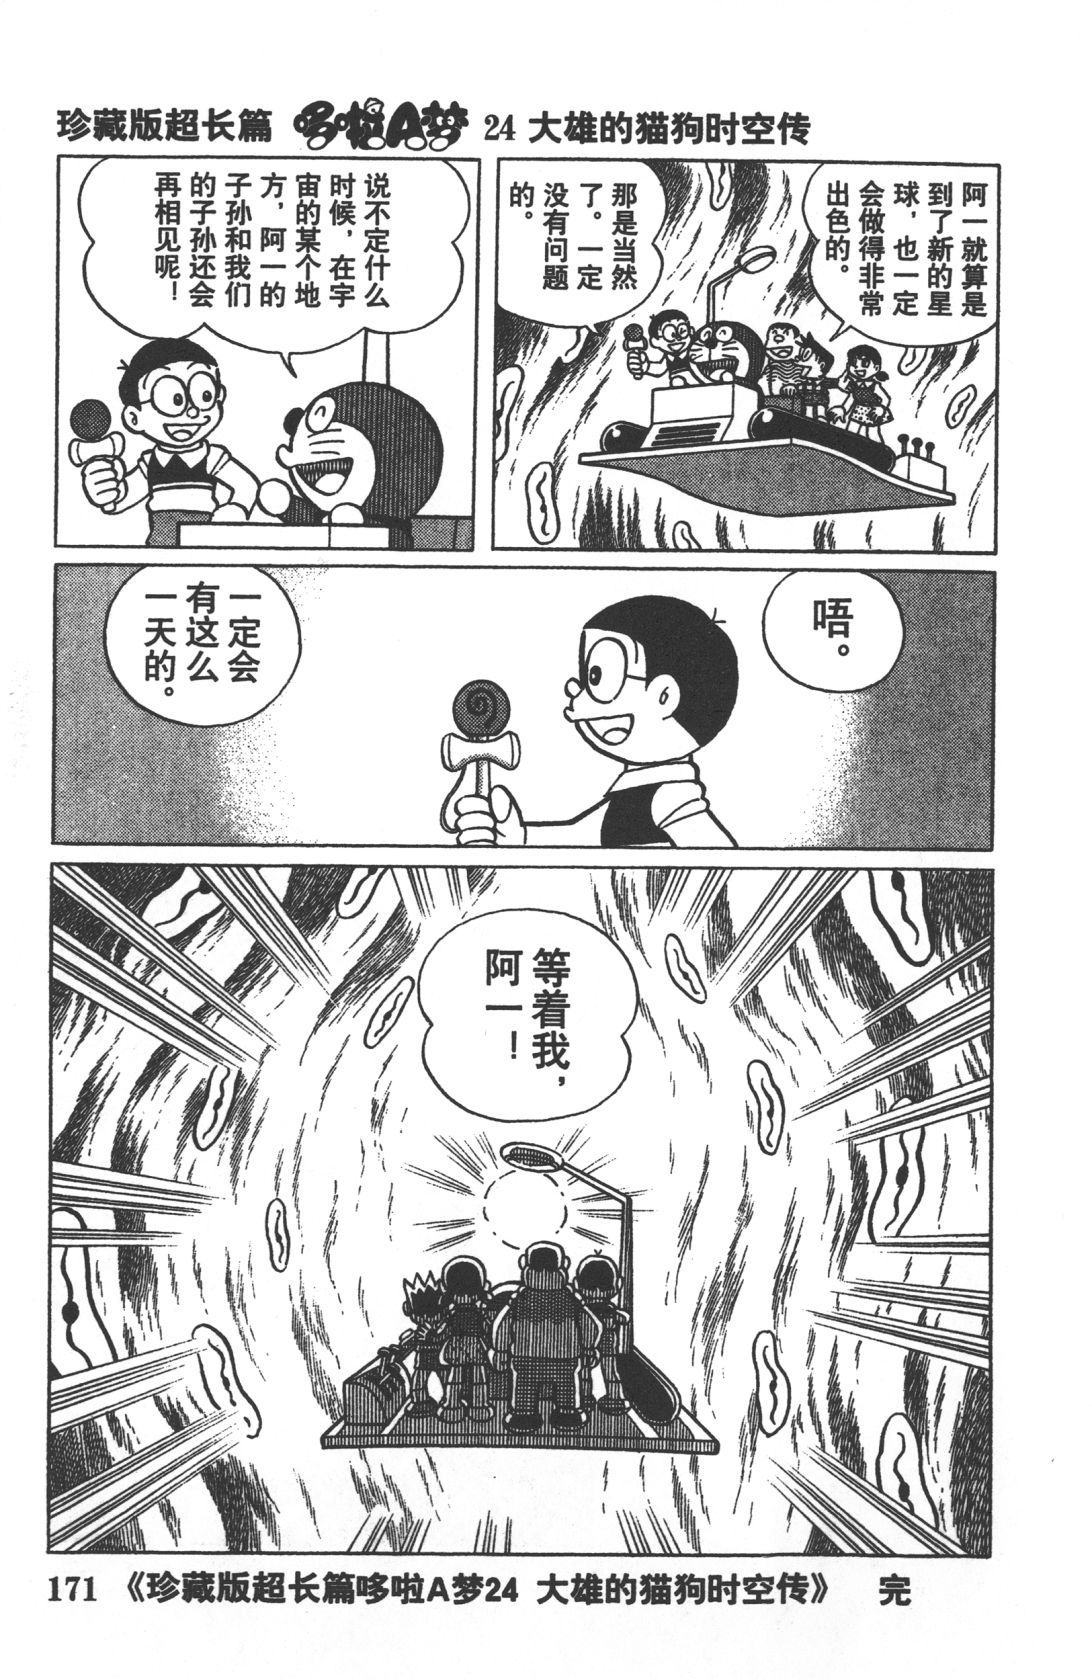 珍藏版超长篇 哆啦A梦 24 大雄的猫狗时空传
阿一就算是
到了新的星
球，也一定
会做得非常
出色的。
那是当然
了。一定
没有问题
的。
说不定什么
时候，在宇
宙的某个地
方，阿一的
子孙和我们
的子孙还会
再相见呢！
唔。
一定会
有这么
一天的。
等着我，
阿一！
171 《珍藏版超长篇哆啦A梦24 大雄的猫狗时空传》 完